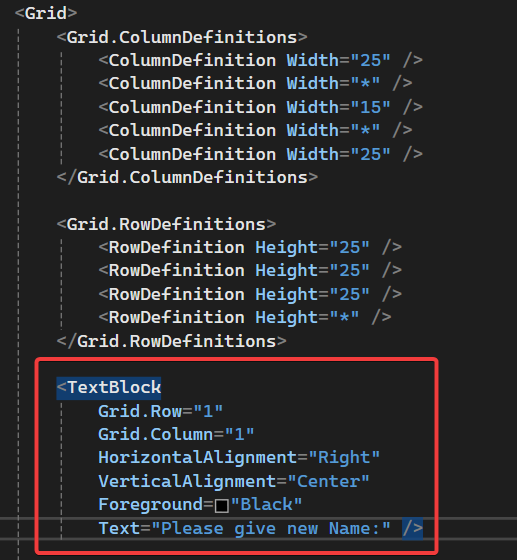 <Grid>
<Grid.ColumnDefinitions>
<ColumnDefinition Width="25" />
<ColumnDefinition Width="*" />
<ColumnDefinition Width="15" />
<ColumnDefinition Width="*" />
<ColumnDefinition Width="25" />
</Grid.ColumnDefinitions>
<Grid.RowDefinitions>
<RowDefinition Height="25" />
<RowDefinition Height="25" />
<RowDefinition Height="25" />
<RowDefinition Height="*" />
</Grid.RowDefinitions>
<TextBlock
Grid.Row="1"
Grid.Column="1"
HorizontalAlignment="Right"
VerticalAlignment="Center"
Foreground="Black"
Text="Please give new Name:" />